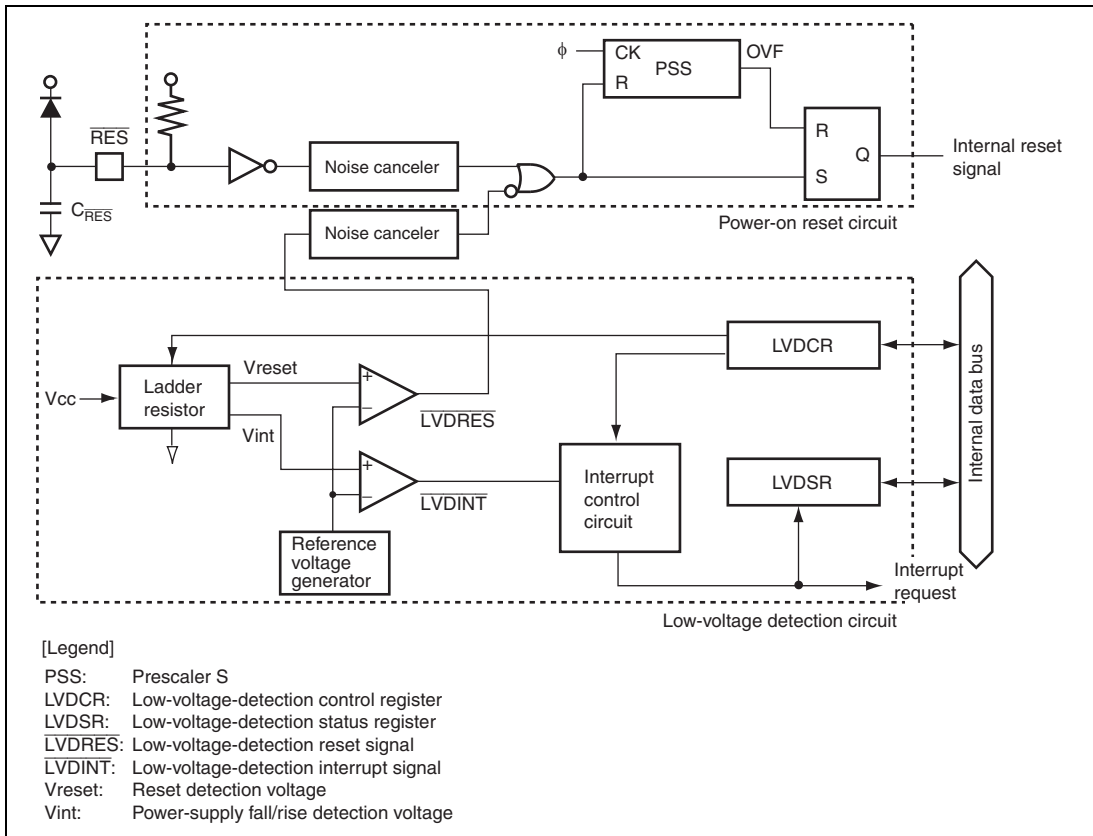 φ
CK
PSS
OVF
R
R
Q
S
RES
CRES
Noise canceler
Noise canceler
Internal reset
signal
Power-on reset circuit
Vcc
Ladder
resistor
Vreset
Vint
+
−
LVDRES
+
−
LVDINT
Reference
voltage
generator
Interrupt
control
circuit
LVDCR
LVDSR
Internal data bus
Interrupt
request
Low-voltage detection circuit
[Legend]
PSS: Prescaler S
LVDCR: Low-voltage-detection control register
LVDSR: Low-voltage-detection status register
LVDRES: Low-voltage-detection reset signal
LVDINT: Low-voltage-detection interrupt signal
Vreset: Reset detection voltage
Vint: Power-supply fall/rise detection voltage